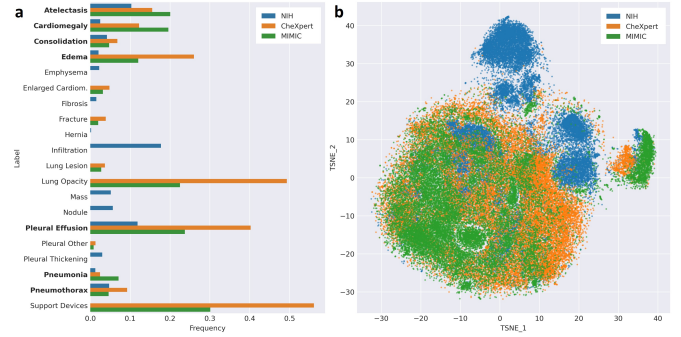 a
Atelectasis
Cardiomegaly
Consolidation
Edema
Emphysema
Enlarged Cardiom.
Fibrosis
Fracture
Hernia
Infiltration
Lung Lesion
Lung Opacity
Mass
Nodule
Pleural Effusion
Pleural Other
Pleural Thickening
Pneumonia
Pneumothorax
Support Devices
Label
0.0 0.1 0.2 0.3 0.4 0.5
Frequency
NIH
CheXpert
MIMIC
b
40
30
20
10
0
−10
−20
−30
TSNE_2
−30 −20 −10 0 10 20 30 40
TSNE_1
NIH
CheXpert
MIMIC